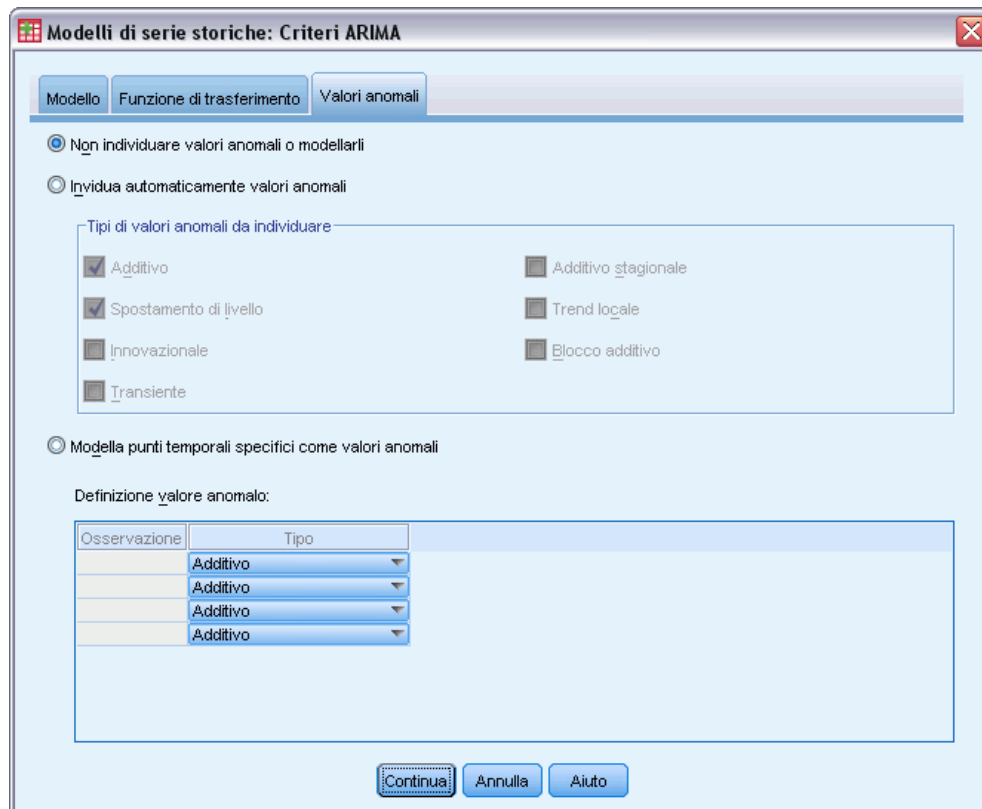 Modelli di serie storiche: Criteri ARIMA
Modello Funzione di trasferimento Valori anomali
Non individuare valori anomali o modellarli
Invidua automaticamente valori anomali
Tipi di valori anomali da individuare
Additivo Additivo stagionale
Spostamento di livello Trend locale
Innovazionale Blocco additivo
Transiente
Modella punti temporali specifici come valori anomali
Definizione valore anomalo:
Osservazione Tipo
Additivo
Additivo
Additivo
Additivo
Continua Annulla Aiuto